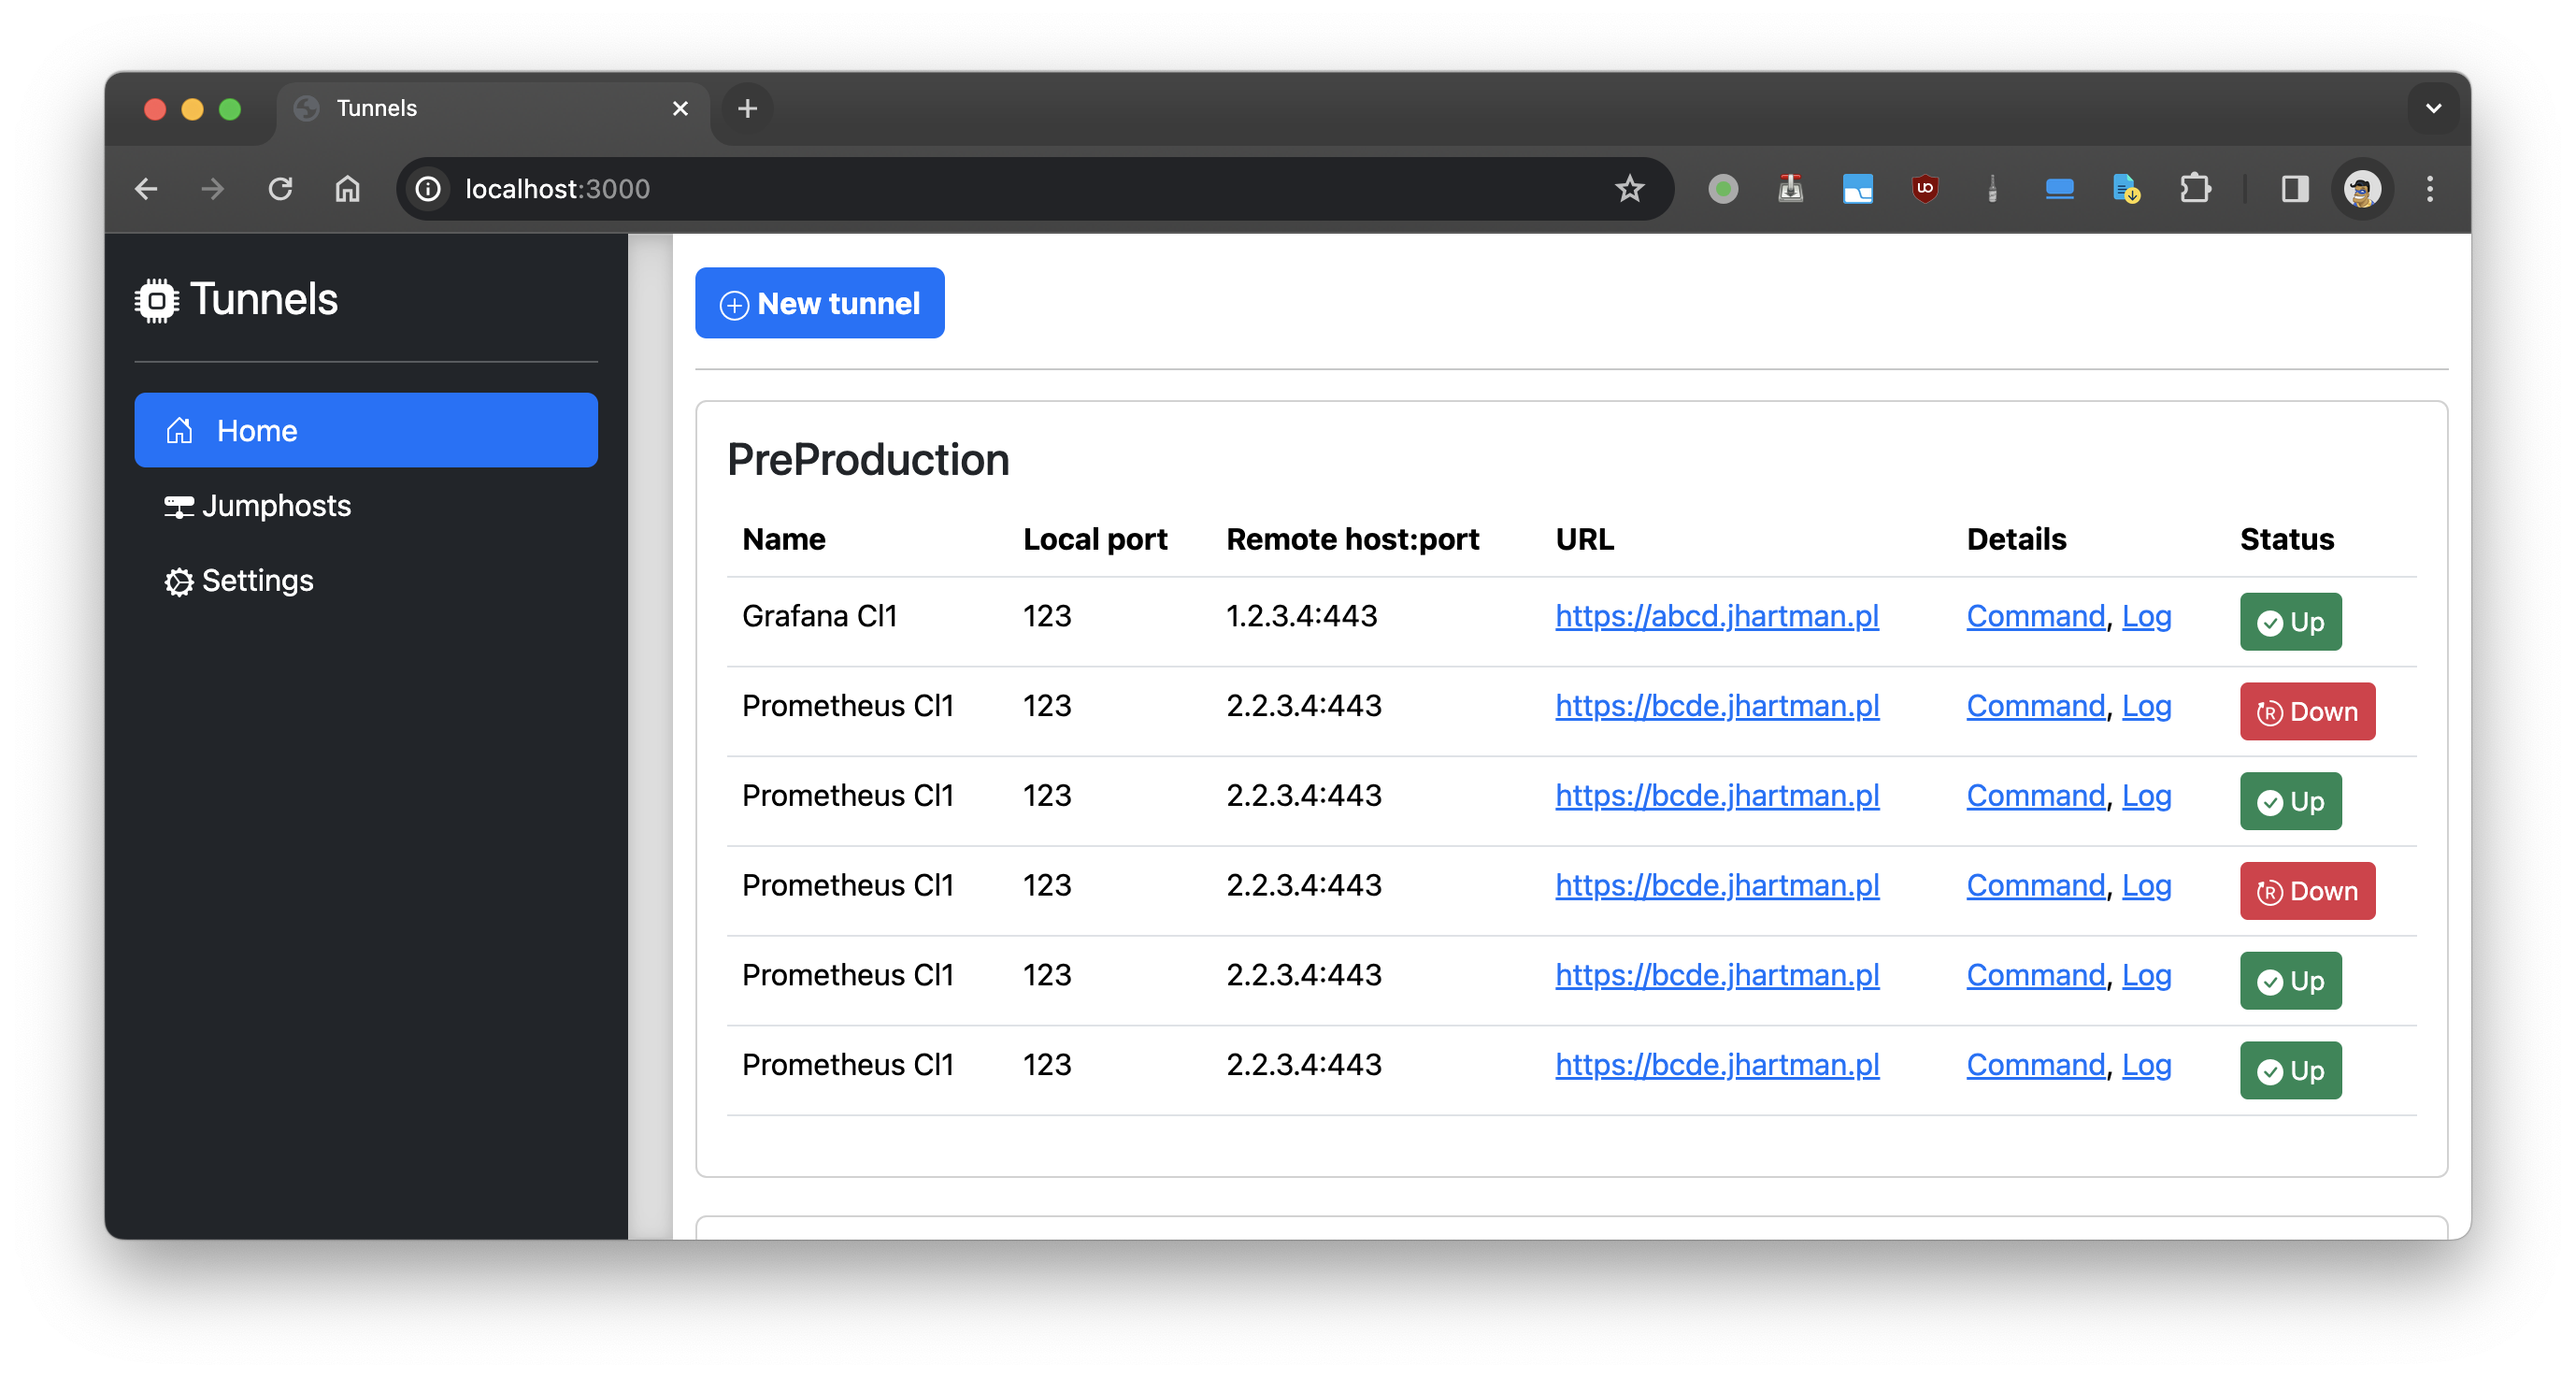 Tunnels
localhost:3000
Tunnels
Home
Jumphosts
Settings
New tunnel
PreProduction
Name Local port Remote host:port URL Details Status
Grafana Cl1 123 1.2.3.4:443 https://abcd.jhartman.pl Command, Log Up
Prometheus Cl1 123 2.2.3.4:443 https://bcde.jhartman.pl Command, Log R Down
Prometheus Cl1 123 2.2.3.4:443 https://bcde.jhartman.pl Command, Log Up
Prometheus Cl1 123 2.2.3.4:443 https://bcde.jhartman.pl Command, Log R Down
Prometheus Cl1 123 2.2.3.4:443 https://bcde.jhartman.pl Command, Log Up
Prometheus Cl1 123 2.2.3.4:443 https://bcde.jhartman.pl Command, Log Up